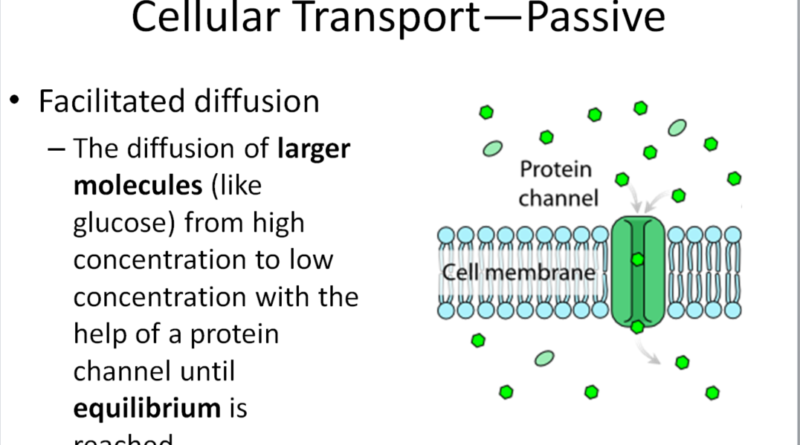 Cellular Transport—Passive
• Facilitated diffusion
– The diffusion of larger
molecules (like
glucose) from high
concentration to low
concentration with the
help of a protein
channel until
equilibrium is
reached
Protein
channel
Cell membrane